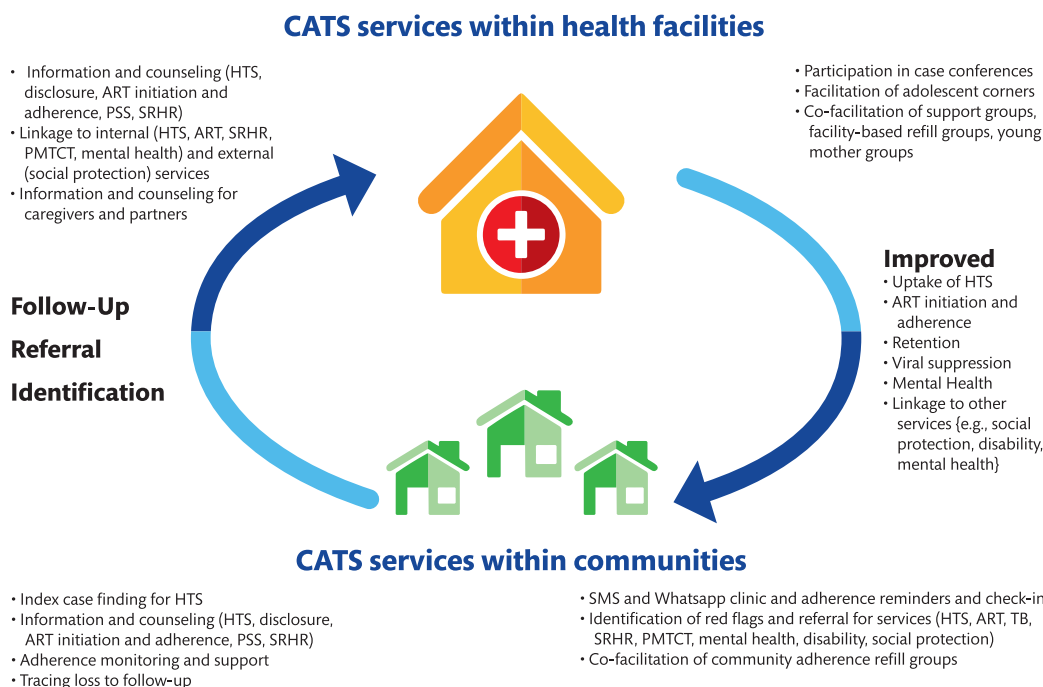 CATS services within health facilities
• Information and counseling (HTS,
disclosure, ART initiation and
adherence, PSS, SRHR)
• Linkage to internal (HTS, ART, SRHR,
PMTCT, mental health) and external
(social protection) services
• Information and counseling for
caregivers and partners
• Participation in case conferences
• Facilitation of adolescent corners
• Co-facilitation of support groups,
facility-based refill groups, young
mother groups
Follow-Up
Referral
Identification
Improved
• Uptake of HTS
• ART initiation and
adherence
• Retention
• Viral suppression
• Mental Health
• Linkage to other
services {e.g., social
protection, disability,
mental health}
CATS services within communities
• Index case finding for HTS
• Information and counseling (HTS, disclosure,
ART initiation and adherence, PSS, SRHR)
• Adherence monitoring and support
• Tracing loss to follow-up
• SMS and Whatsapp clinic and adherence reminders and check-in
• Identification of red flags and referral for services (HTS, ART, TB,
SRHR, PMTCT, mental health, disability, social protection)
• Co-facilitation of community adherence refill groups